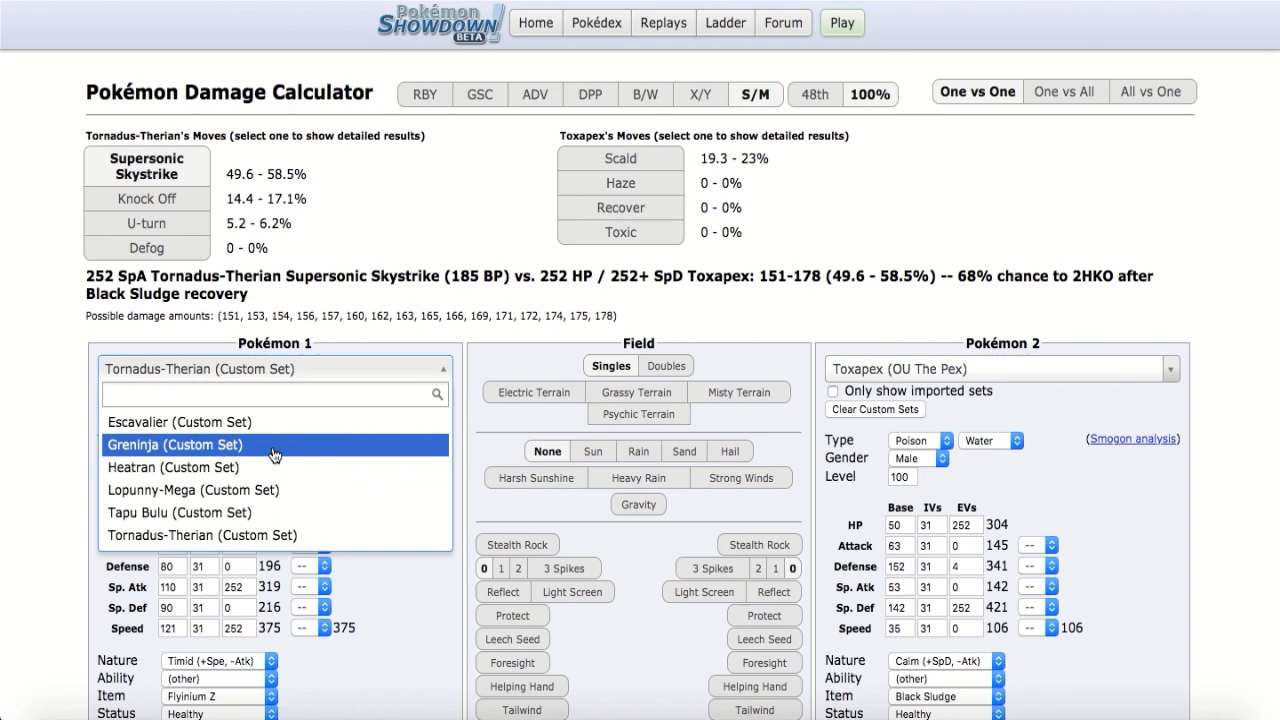 Pokémon
SHOWDOWN!
BETA
Home Pokédex Replays Ladder Forum Play
Pokémon Damage Calculator RBY GSC ADV DPP B/W X/Y S/M 48th 100% One vs One One vs All All vs One
Tornadus-Therian's Moves (select one to show detailed results) Toxapex's Moves (select one to show detailed results)
Supersonic
Skystrike 49.6 - 58.5% Scald 19.3 - 23%
Knock Off 14.4 - 17.1% Haze 0 - 0%
U-turn 5.2 - 6.2% Recover 0 - 0%
Defog 0 - 0% Toxic 0 - 0%
252 SpA Tornadus-Therian Supersonic Skystrike (185 BP) vs. 252 HP / 252+ SpD Toxapex: 151-178 (49.6 - 58.5%) -- 68% chance to 2HKO after
Black Sludge recovery
Possible damage amounts: (151, 153, 154, 156, 157, 160, 162, 163, 165, 166, 169, 171, 172, 174, 175, 178)
Pokémon 1
Tornadus-Therian (Custom Set)
Escavalier (Custom Set)
Greninja (Custom Set)
Heatran (Custom Set)
Lopunny-Mega (Custom Set)
Tapu Bulu (Custom Set)
Tornadus-Therian (Custom Set)
Defense 80 31 0 196 --
Sp. Atk 110 31 252 319 --
Sp. Def 90 31 0 216 --
Speed 121 31 252 375 -- 375
Nature Timid (+Spe, -Atk)
Ability (other)
Item Flyinium Z
Status Healthy
Field
Singles Doubles
Electric Terrain Grassy Terrain Misty Terrain
Psychic Terrain
None Sun Rain Sand Hail
Harsh Sunshine Heavy Rain Strong Winds
Gravity
Stealth Rock Stealth Rock
0 1 2 3 Spikes 3 Spikes 2 1 0
Reflect Light Screen Light Screen Reflect
Protect Protect
Leech Seed Leech Seed
Foresight Foresight
Helping Hand Helping Hand
Tailwind Tailwind
Pokémon 2
Toxapex (OU The Pex)
Only show imported sets
Clear Custom Sets
Type Poison Water (Smogon analysis)
Gender Male
Level 100
Base IVs EVs
HP 50 31 252 304
Attack 63 31 0 145 --
Defense 152 31 4 341 --
Sp. Atk 53 31 0 142 --
Sp. Def 142 31 252 421 --
Speed 35 31 0 106 -- 106
Nature Calm (+SpD, -Atk)
Ability (other)
Item Black Sludge
Status Healthy